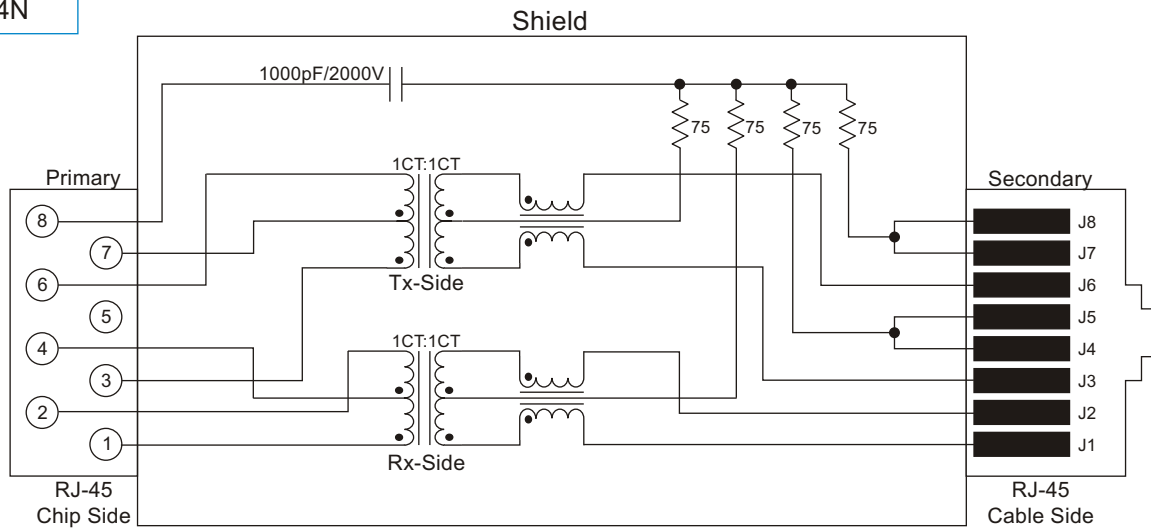 4N
Shield
1000pF/2000V
75
75
75
75
1CT:1CT
Primary
Secondary
8
J8
7
J7
Tx-Side
6
J6
5
J5
1CT:1CT
4
J4
3
J3
2
J2
1
J1
Rx-Side
RJ-45
Chip Side
RJ-45
Cable Side